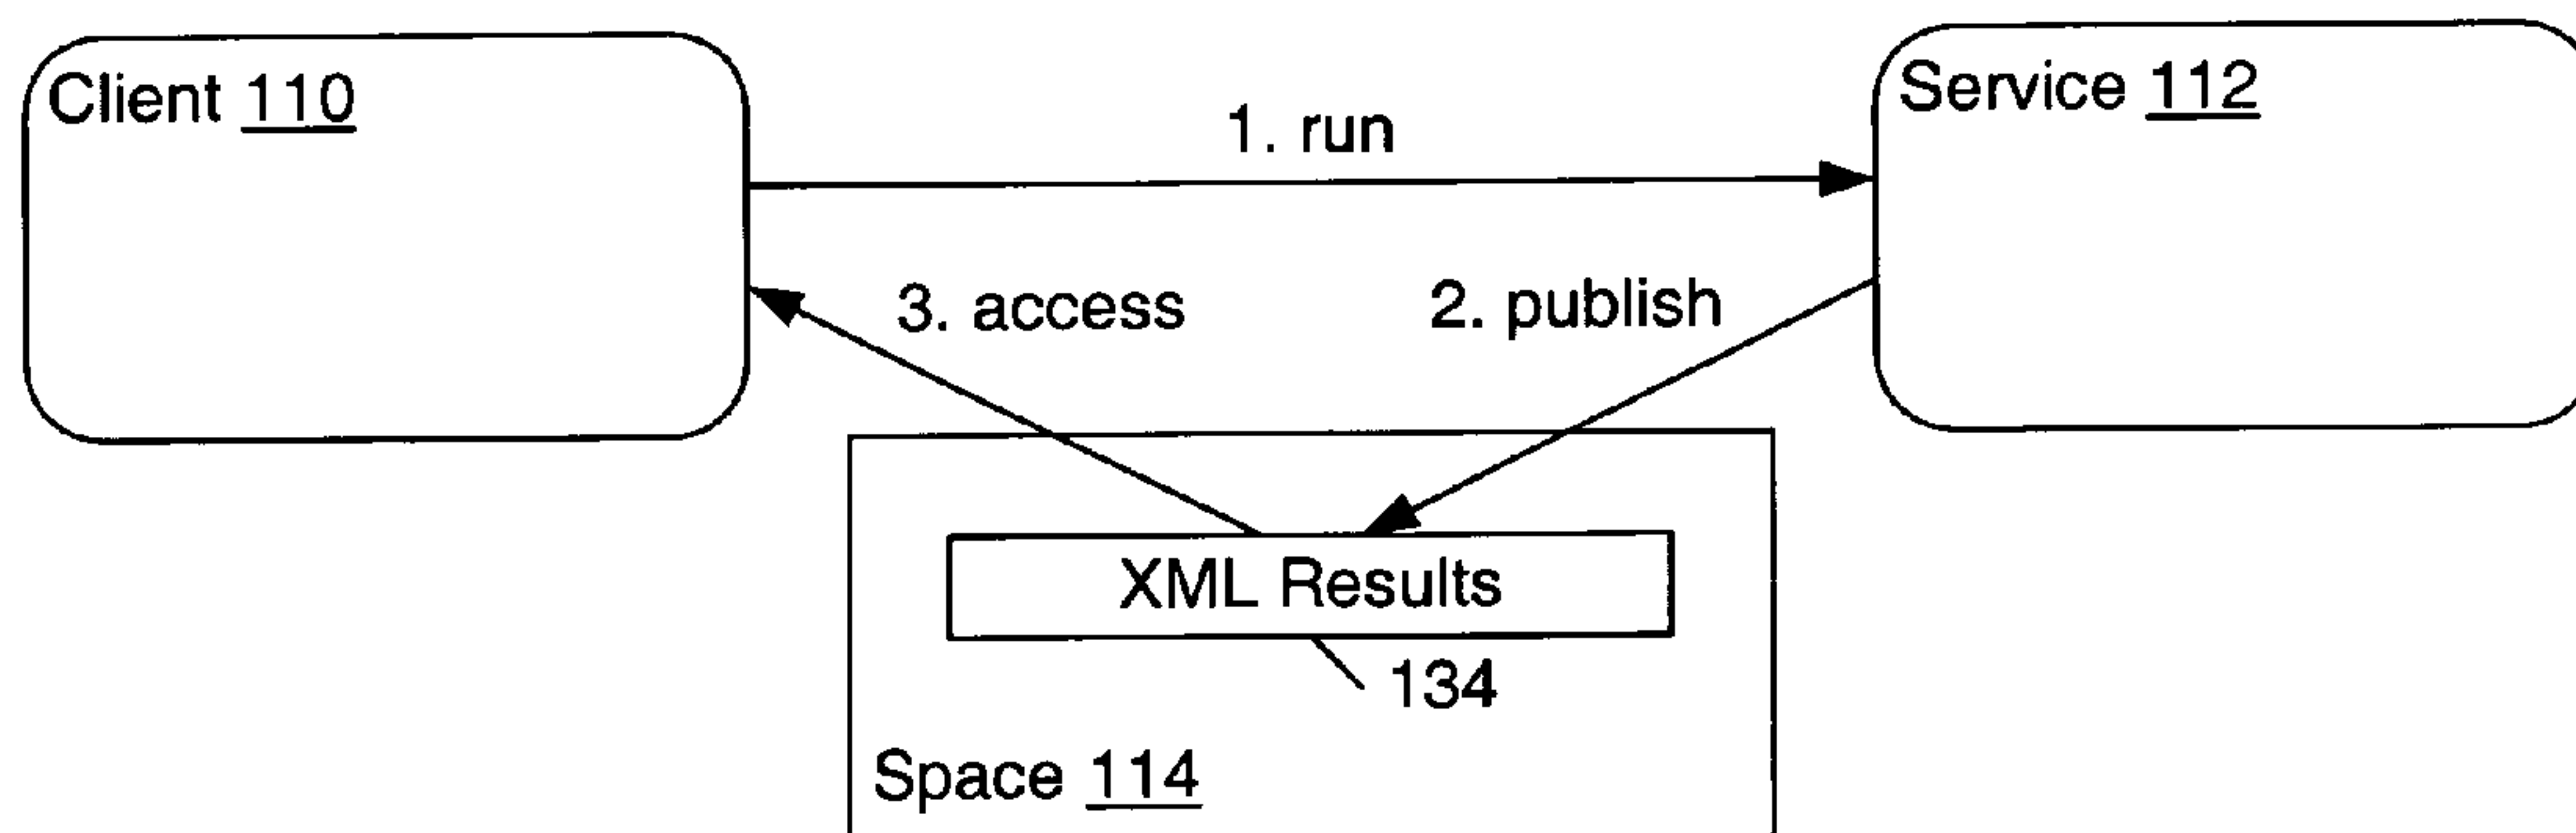 Client 110
Service 112
1. run
3. access
2. publish
XML Results
134
Space 114